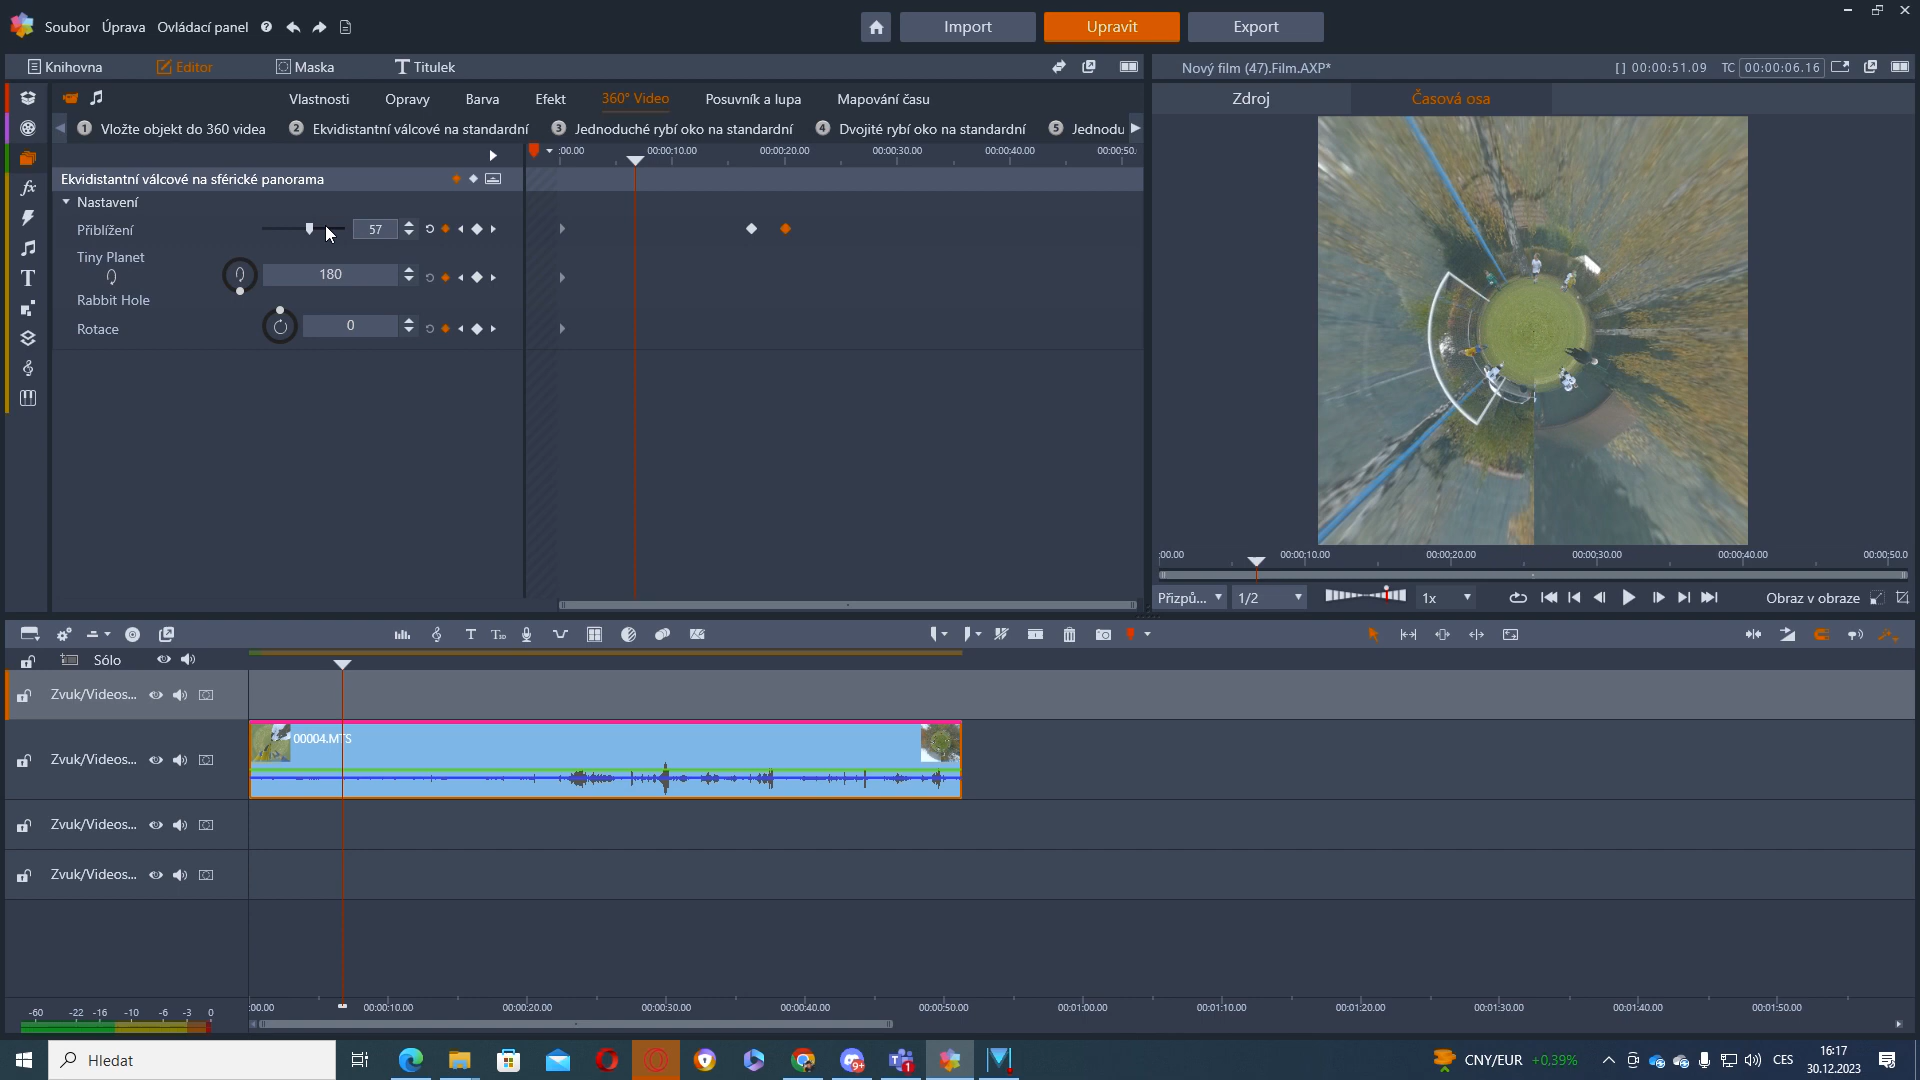 Soubor Úprava Ovládací panel
Import Upravit Export
Knihovna Editor Maska Titulek
Nový film (47).Film.AXP* [] 00:00:51.09 TC 00:00:06.16
Vlastnosti Opravy Barva Efekt 360° Video Posuvník a lupa Mapování času
Zdroj Časová osa
1 Vložte objekt do 360 videa 2 Ekvidistantní válcové na standardní 3 Jednoduché rybí oko na standardní 4 Dvojité rybí oko na standardní 5 Jednodu
:00.00 00:00:10.00 00:00:20.00 00:00:30.00 00:00:40.00 00:00:50.
Ekvidistantní válcové na sférické panorama
Nastavení
Přiblížení 57
Tiny Planet
180
Rabbit Hole
Rotace 0
:00.00 00:00:10.00 00:00:20.00 00:00:30.00 00:00:40.00 00:00:50.0
Přizpů... 1/2 1x Obraz v obraze
Sólo
Zvuk/Videos...
Zvuk/Videos... 00004.MTS
Zvuk/Videos...
Zvuk/Videos...
:00.00 00:00:10.00 00:00:20.00 00:00:30.00 00:00:40.00 00:00:50.00 00:01:00.00 00:01:10.00 00:01:20.00 00:01:30.00 00:01:40.00 00:01:50.00
-60 -22 -16 -10 -6 -3 0
Hledat 9+ 1 CNY/EUR +0,39% CES 16:17
30.12.2023